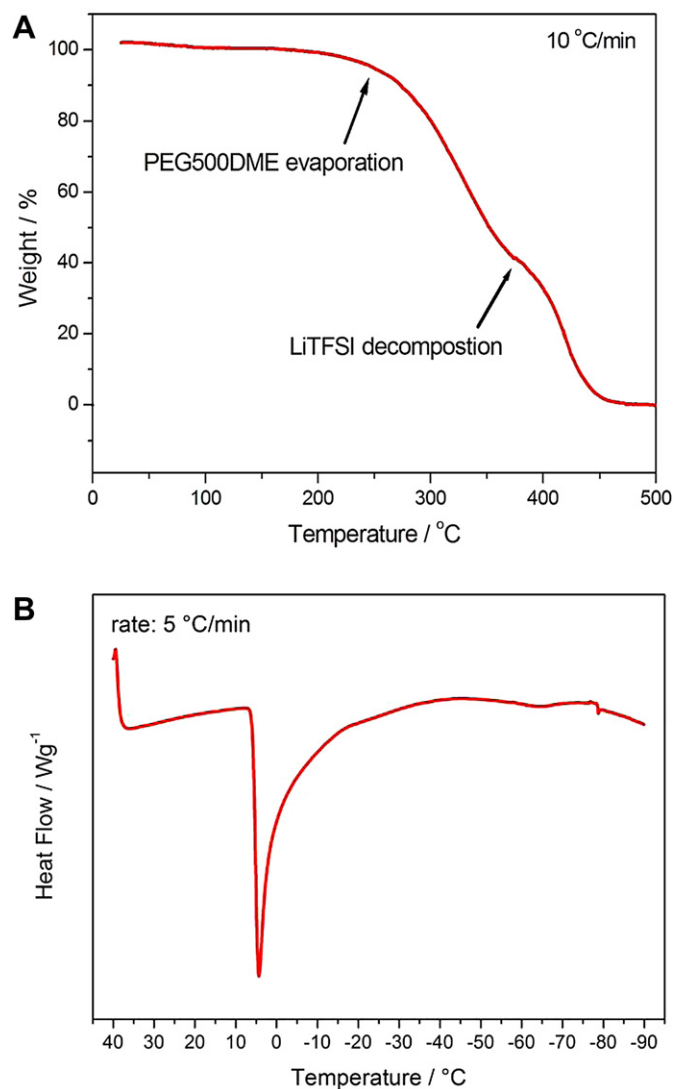 A
10 °C/min
100
80
60
40
20
0
Weight / %
PEG500DME evaporation
LiTFSI decompostion
0 100 200 300 400 500
Temperature / °C
B
rate: 5 °C/min
Heat Flow / Wg⁻¹
40 30 20 10 0 -10 -20 -30 -40 -50 -60 -70 -80 -90
Temperature / °C